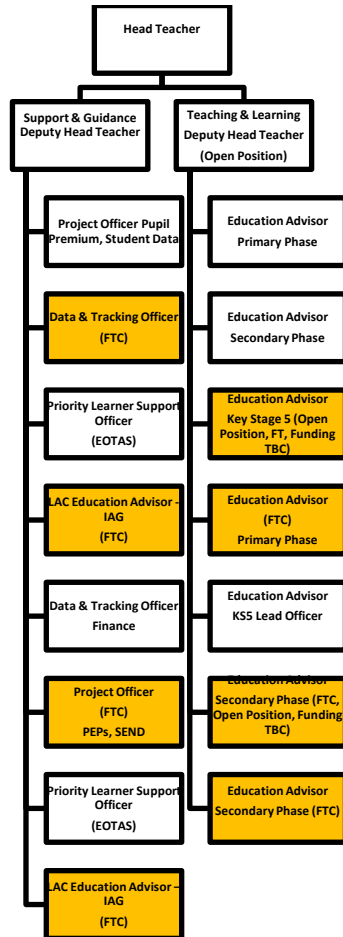 Head Teacher
Support & Guidance
Deputy Head Teacher
Teaching & Learning
Deputy Head Teacher
(Open Position)
Project Officer Pupil
Premium, Student Data
Data & Tracking Officer
(FTC)
Priority Learner Support
Officer
(EOTAS)
LAC Education Advisor -
IAG
(FTC)
Data & Tracking Officer
Finance
Project Officer
(FTC)
PEPs, SEND
Priority Learner Support
Officer
(EOTAS)
LAC Education Advisor –
IAG
(FTC)
Education Advisor
Primary Phase
Education Advisor
Secondary Phase
Education Advisor
Key Stage 5 (Open
Position, FT, Funding
TBC)
Education Advisor
(FTC)
Primary Phase
Education Advisor
KS5 Lead Officer
Education Advisor
Secondary Phase (FTC,
Open Position, Funding
TBC)
Education Advisor
Secondary Phase (FTC)